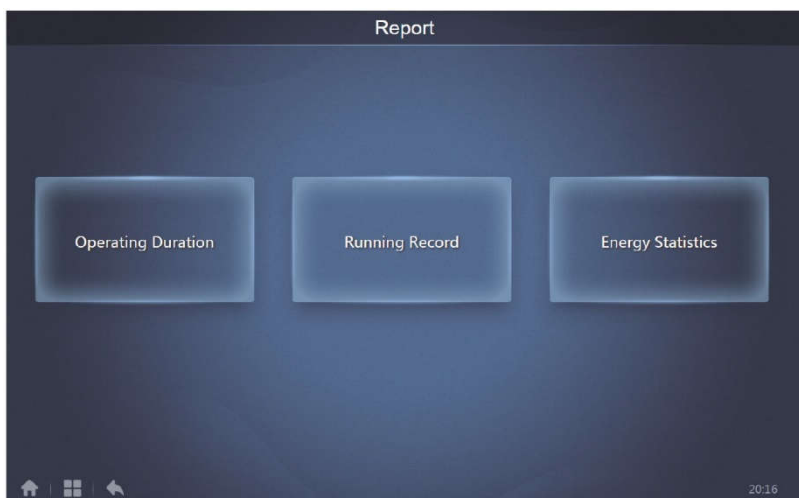 Report
Operating Duration
Running Record
Energy Statistics
20:16